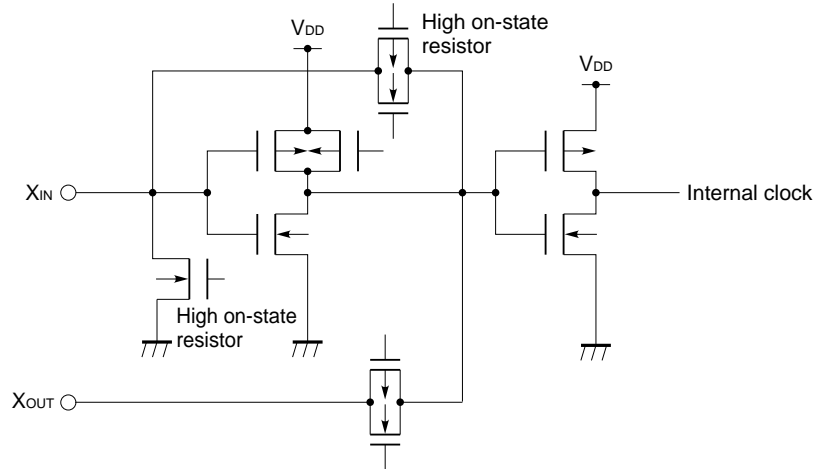 High on-state
resistor
VDD
VDD
XIN
Internal clock
High on-state
resistor
XOUT